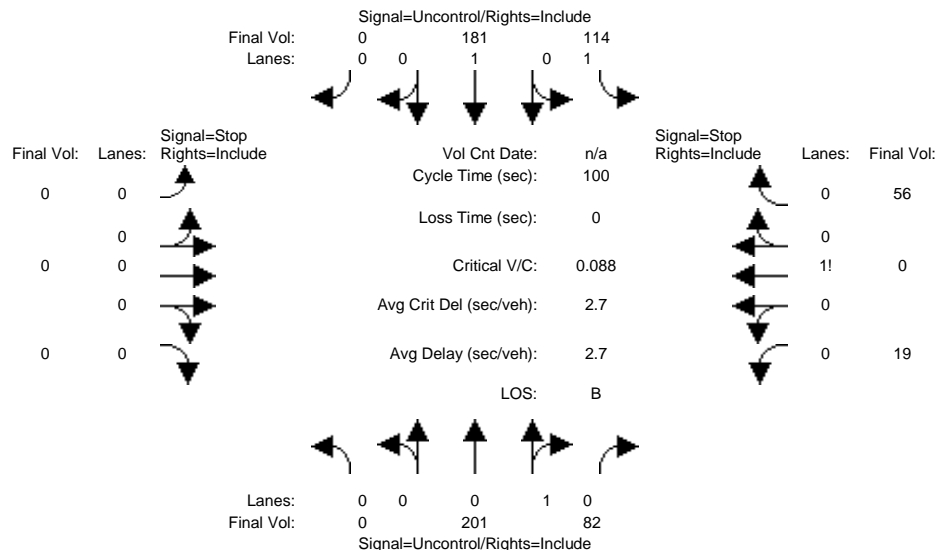 Signal=Uncontrol/Rights=Include
Final Vol: 0 181 114
Lanes: 0 0 1 0 1
Signal=Stop Signal=Stop
Final Vol: Lanes: Rights=Include Vol Cnt Date: n/a Rights=Include Lanes: Final Vol:
Cycle Time (sec): 100
0 0 0 56
Loss Time (sec): 0
0 0
0 0 Critical V/C: 0.088 1! 0
0 Avg Crit Del (sec/veh): 2.7 0
0 0 Avg Delay (sec/veh): 2.7 0 19
LOS: B
Lanes: 0 0 0 1 0
Final Vol: 0 201 82
Signal=Uncontrol/Rights=Include